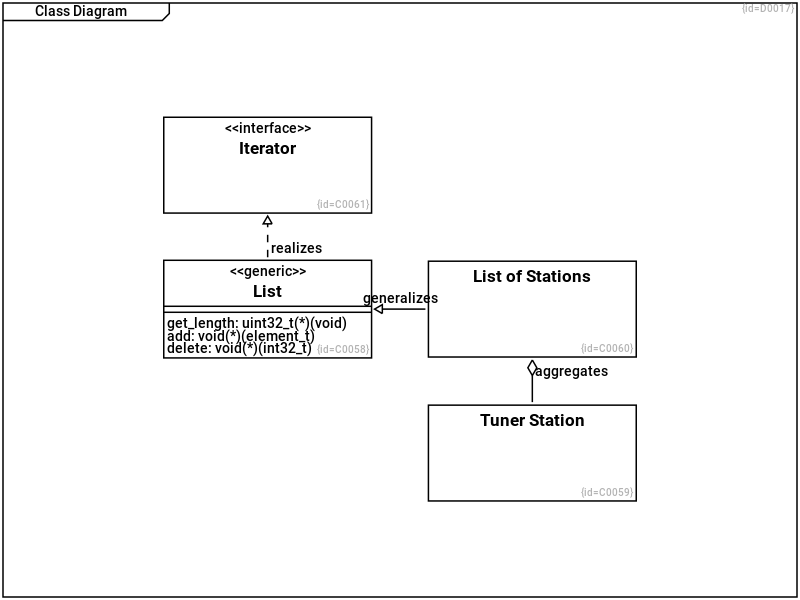 Class Diagram
{id=D0017}
<<interface>>
Iterator
{id=C0061}
realizes
<<generic>>
List
get_length: uint32_t(*)(void)
add: void(*)(element_t)
delete: void(*)(int32_t)
{id=C0058}
generalizes
List of Stations
{id=C0060}
aggregates
Tuner Station
{id=C0059}